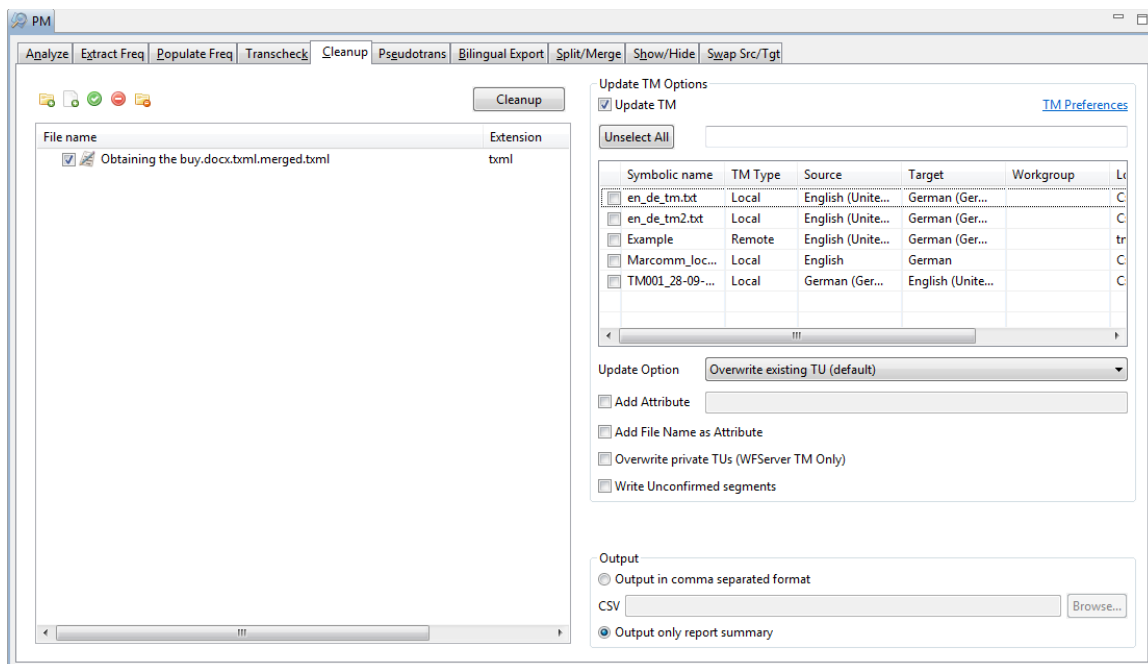 PM
Analyze Extract Freq Populate Freq Transcheck Cleanup Pseudotrans Bilingual Export Split/Merge Show/Hide Swap Src/Tgt
Cleanup
File name Extension
Obtaining the buy.docx.txml.merged.txml txml
Update TM Options
Update TM TM Preferences
Unselect All
Symbolic name TM Type Source Target Workgroup Lo
en_de_tm.txt Local English (Unite... German (Ger... C
en_de_tm2.txt Local English (Unite... German (Ger... C
Example Remote English (Unite... German (Ger... tr
Marcomm_loc... Local English German C
TM001_28-09-... Local German (Ger... English (Unite... C
Update Option Overwrite existing TU (default)
Add Attribute
Add File Name as Attribute
Overwrite private TUs (WFServer TM Only)
Write Unconfirmed segments
Output
Output in comma separated format
CSV Browse...
Output only report summary